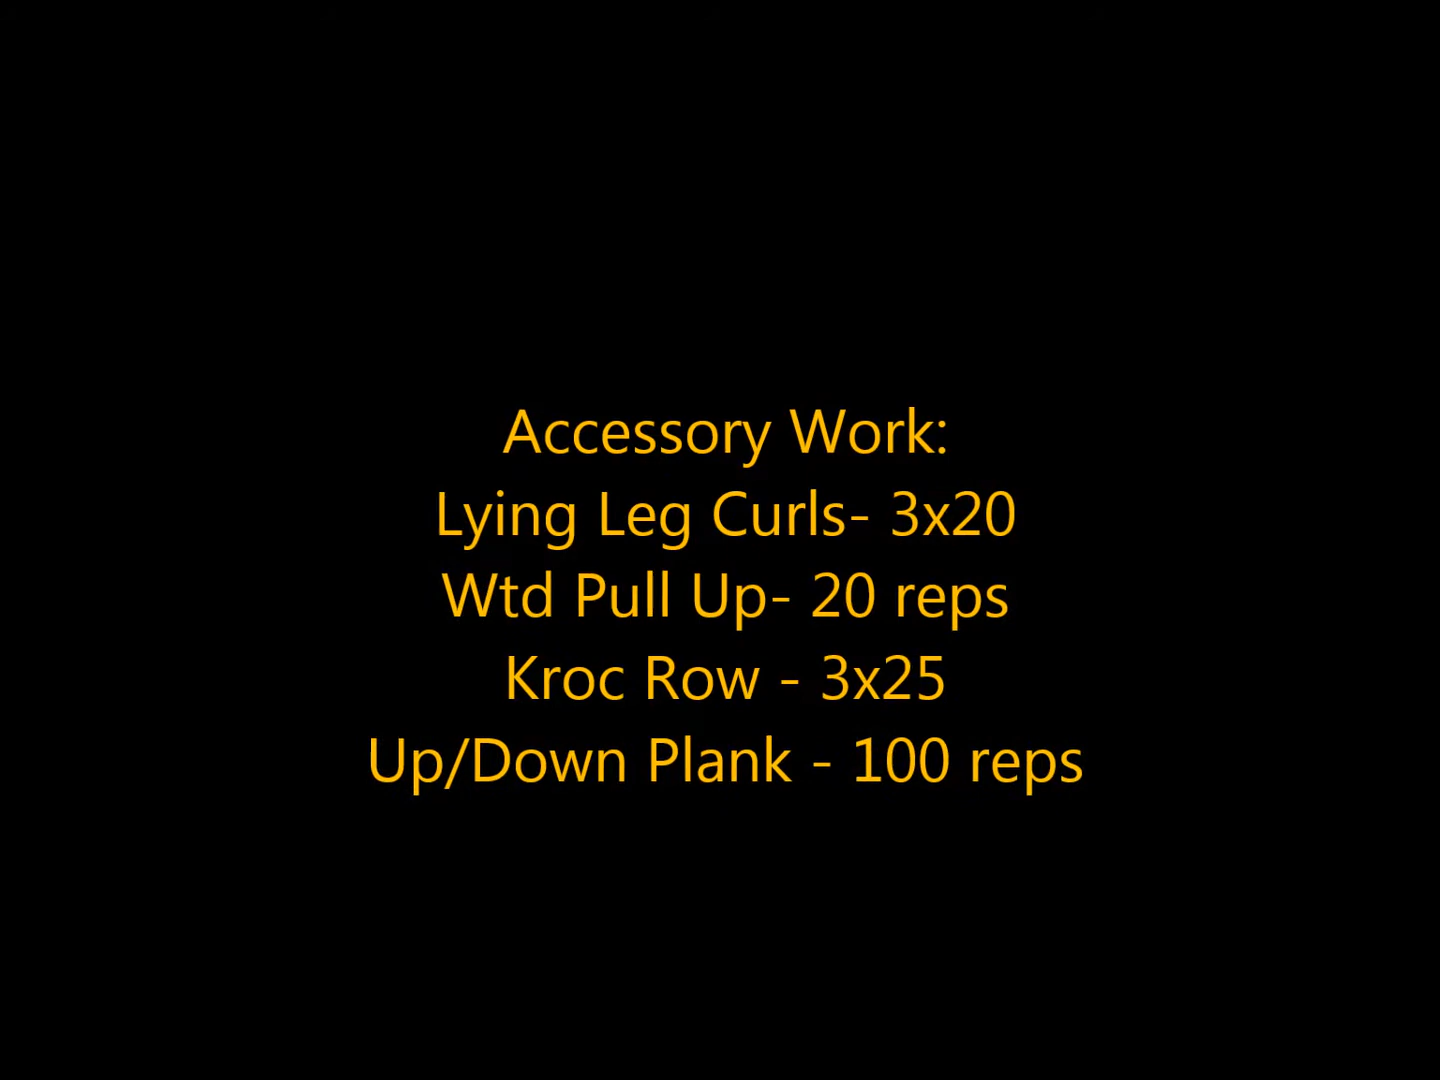 Accessory Work:
Lying Leg Curls- 3x20
Wtd Pull Up- 20 reps
Kroc Row - 3x25
Up/Down Plank - 100 reps